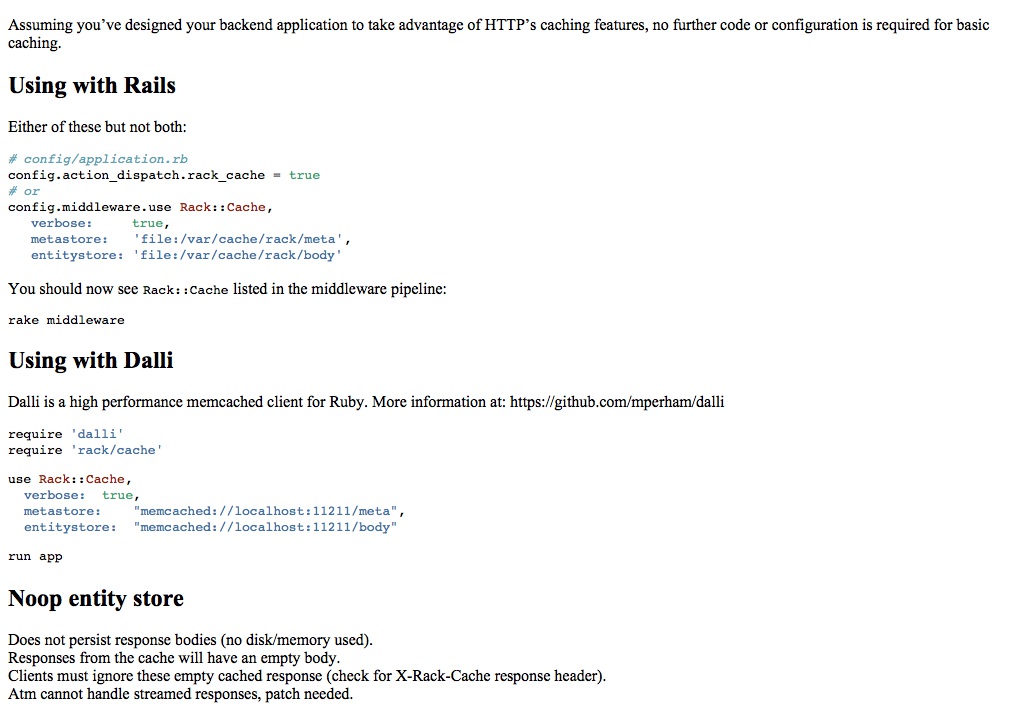 Assuming you've designed your backend application to take advantage of HTTP's caching features, no further code or configuration is required for basic
caching.
Using with Rails
Either of these but not both:
# config/application.rb
config.action_dispatch.rack_cache = true
# or
config.middleware.use Rack::Cache,
   verbose:     true,
   metastore:   'file:/var/cache/rack/meta',
   entitystore: 'file:/var/cache/rack/body'
You should now see Rack::Cache listed in the middleware pipeline:
rake middleware
Using with Dalli
Dalli is a high performance memcached client for Ruby. More information at: https://github.com/mperham/dalli
require 'dalli'
require 'rack/cache'
use Rack::Cache,
  verbose:  true,
  metastore:    "memcached://localhost:11211/meta",
  entitystore:  "memcached://localhost:11211/body"
run app
Noop entity store
Does not persist response bodies (no disk/memory used).
Responses from the cache will have an empty body.
Clients must ignore these empty cached response (check for X-Rack-Cache response header).
Atm cannot handle streamed responses, patch needed.